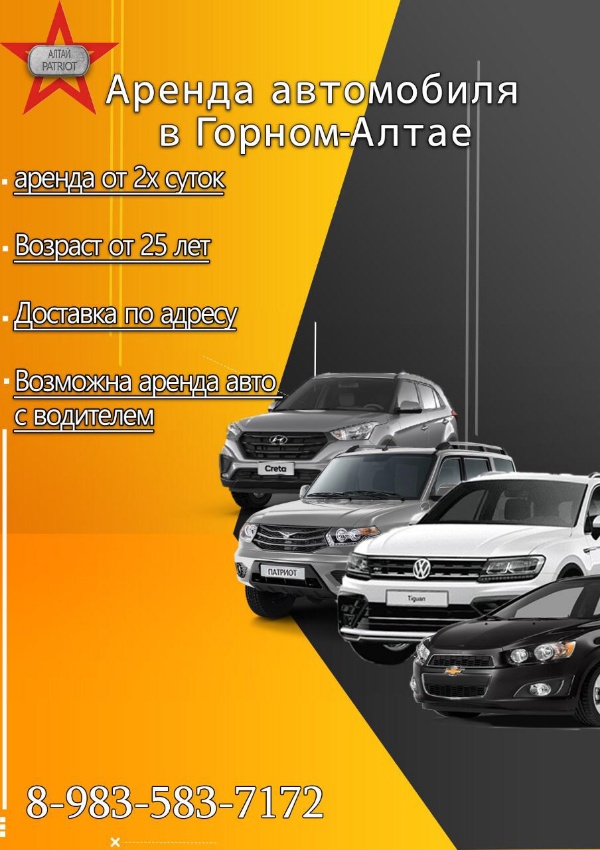 АЛТАЙ
PATRIOT
Аренда автомобиля
в Горном-Алтае
аренда от 2х суток
Возраст от 25 лет
Доставка по адресу
Возможна аренда авто
с водителем
Creta
ПАТРИОТ
Tiguan
8-983-583-7172